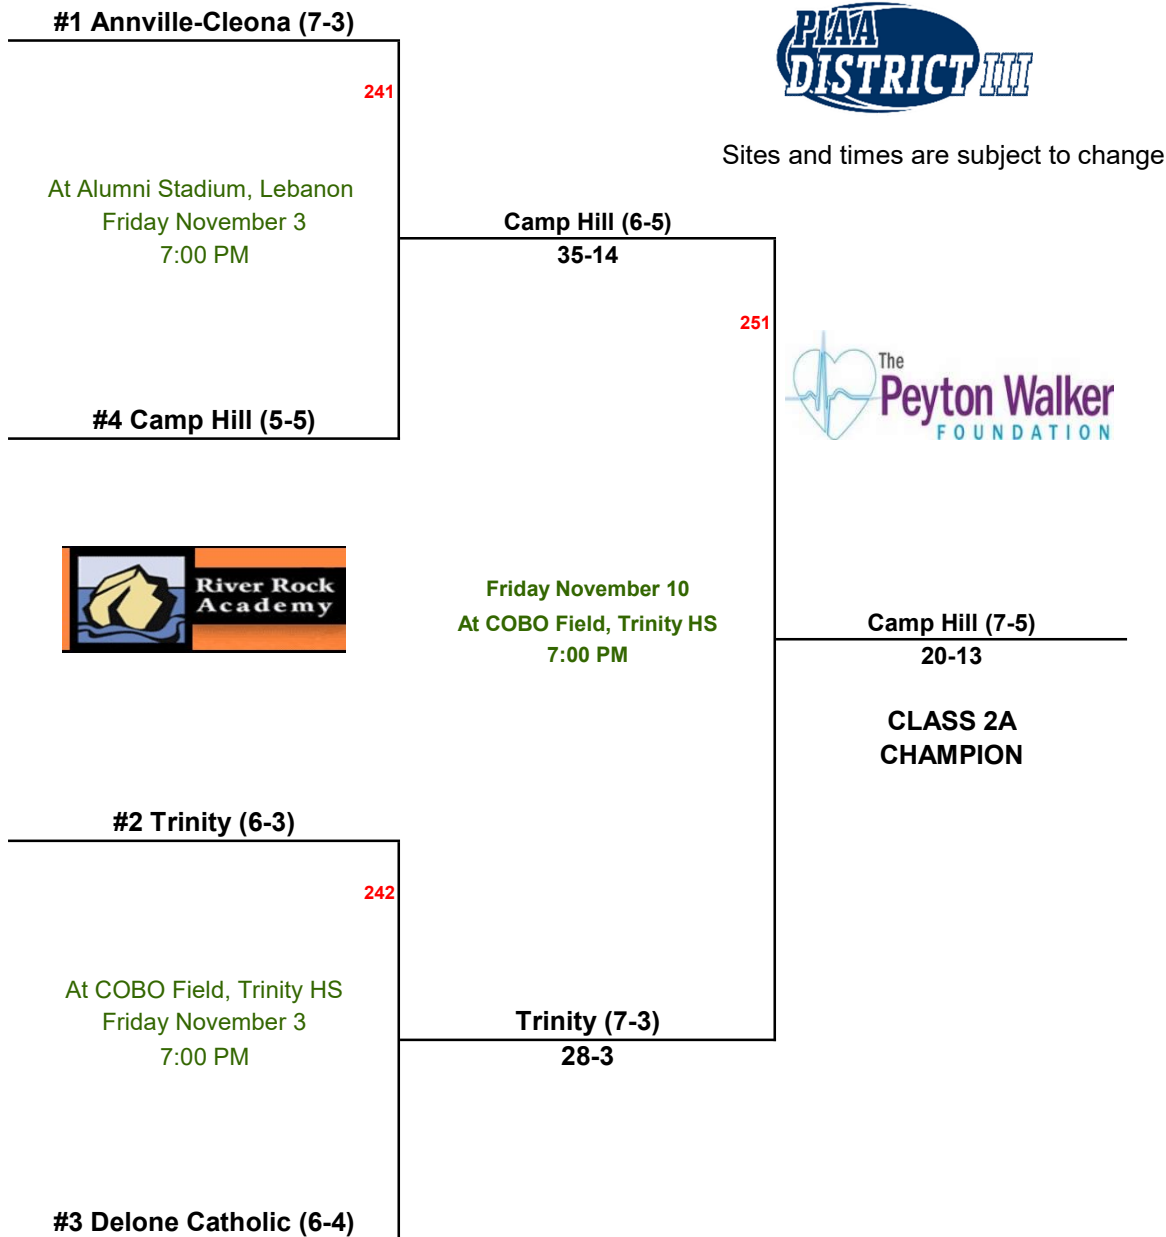 #1 Annville-Cleona (7-3)
PIAA
DISTRICT III
241
Sites and times are subject to change
At Alumni Stadium, Lebanon
Friday November 3
7:00 PM
Camp Hill (6-5)
35-14
251
The
Peyton Walker
FOUNDATION
#4 Camp Hill (5-5)
River Rock
Academy
Friday November 10
At COBO Field, Trinity HS
7:00 PM
Camp Hill (7-5)
20-13
CLASS 2A
CHAMPION
#2 Trinity (6-3)
242
At COBO Field, Trinity HS
Friday November 3
7:00 PM
Trinity (7-3)
28-3
#3 Delone Catholic (6-4)